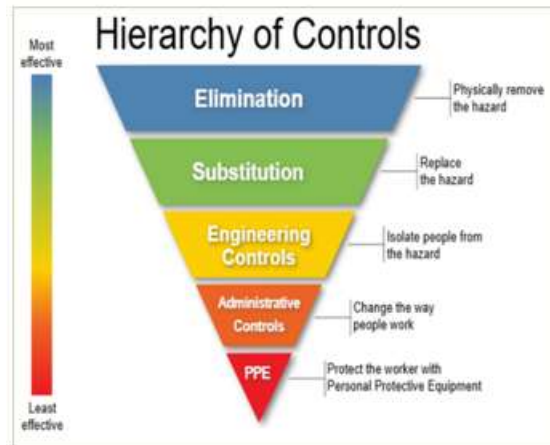 Hierarchy of Controls
Most
effective
Elimination
Physically remove
the hazard
Substitution
Replace
the hazard
Engineering
Controls
Isolate people from
the hazard
Administrative
Controls
Change the way
people work
PPE
Protect the worker with
Personal Protective Equipment
Least
effective